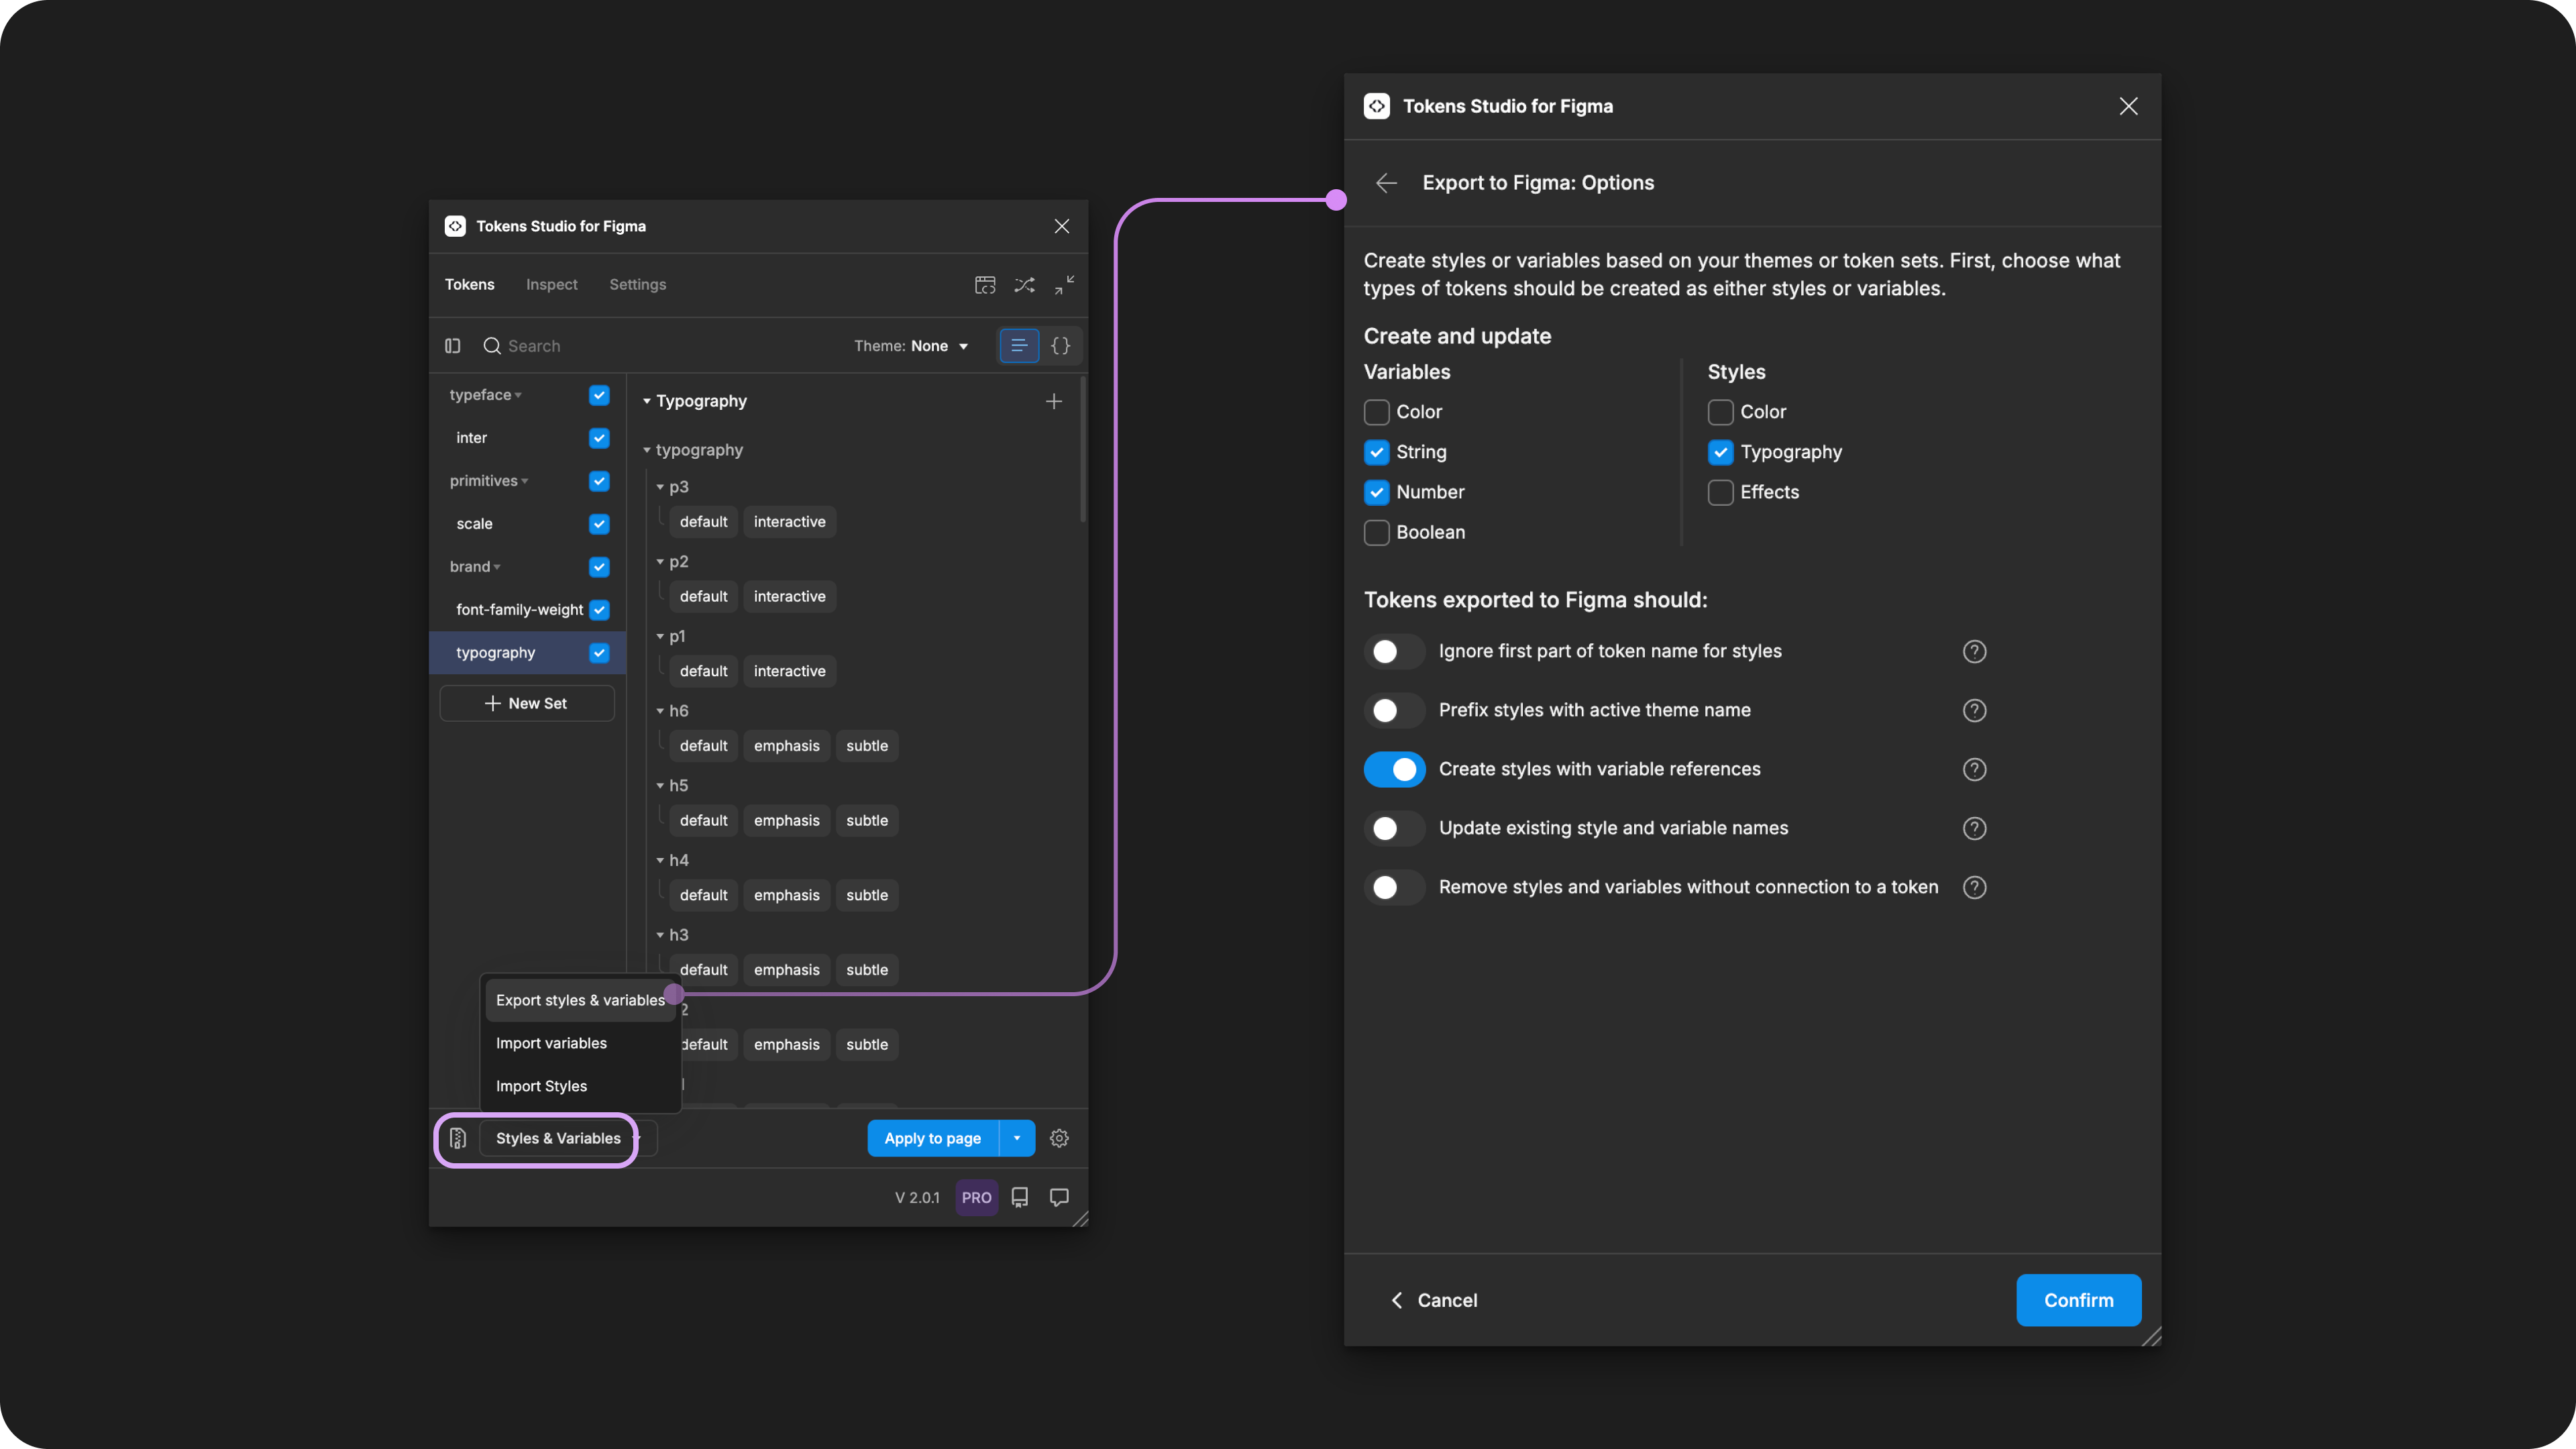 Tokens Studio for Figma
Tokens
Inspect
Settings
Search
Theme: None
typeface
inter
primitives
scale
brand
font-family-weight
typography
New Set
Typography
typography
p3
default
interactive
p2
default
interactive
p1
default
interactive
h6
default
emphasis
subtle
h5
default
emphasis
subtle
h4
default
emphasis
subtle
h3
default
emphasis
subtle
2
default
emphasis
subtle
Export styles & variables
Import variables
Import Styles
Styles & Variables
Apply to page
V 2.0.1
PRO
Tokens Studio for Figma
Export to Figma: Options
Create styles or variables based on your themes or token sets. First, choose what
types of tokens should be created as either styles or variables.
Create and update
Variables
Color
String
Number
Boolean
Styles
Color
Typography
Effects
Tokens exported to Figma should:
Ignore first part of token name for styles
Prefix styles with active theme name
Create styles with variable references
Update existing style and variable names
Remove styles and variables without connection to a token
Cancel
Confirm